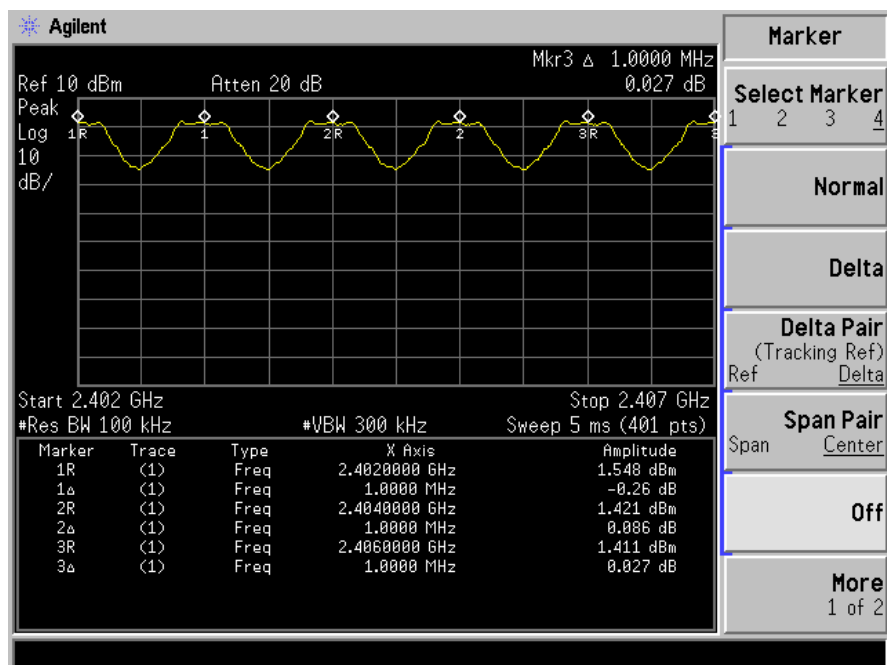 Agilent
Marker
Mkr3 Δ 1.0000 MHz
Ref 10 dBm Atten 20 dB 0.027 dB
Peak
Log
10
dB/
1R 1 2R 2 3R 3
Start 2.402 GHz Stop 2.407 GHz
#Res BW 100 kHz #VBW 300 kHz Sweep 5 ms (401 pts)
Marker Trace Type X Axis Amplitude
1R (1) Freq 2.4020000 GHz 1.548 dBm
1Δ (1) Freq 1.0000 MHz -0.26 dB
2R (1) Freq 2.4040000 GHz 1.421 dBm
2Δ (1) Freq 1.0000 MHz 0.086 dB
3R (1) Freq 2.4060000 GHz 1.411 dBm
3Δ (1) Freq 1.0000 MHz 0.027 dB
Select Marker
1 2 3 4
Normal
Delta
Delta Pair
(Tracking Ref)
Ref Delta
Span Pair
Span Center
Off
More
1 of 2